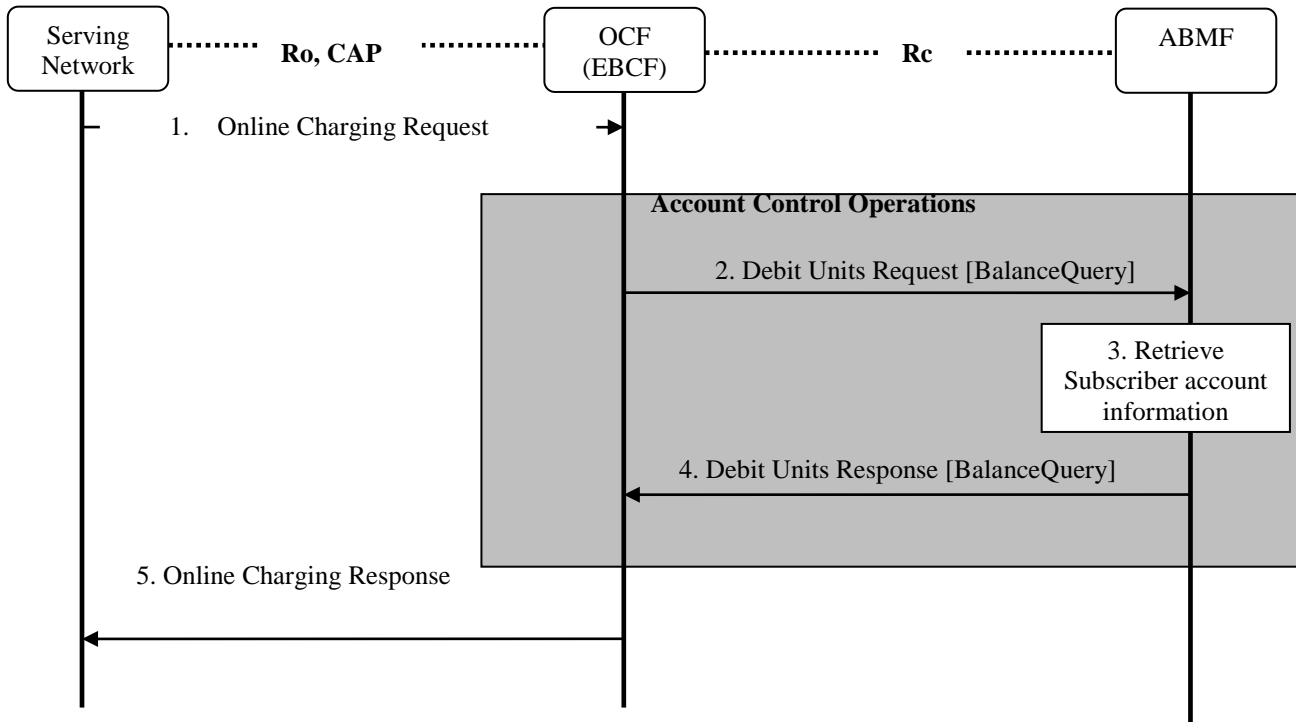 Serving
Network
Ro, CAP
OCF
(EBCF)
Rc
ABMF
1. Online Charging Request
Account Control Operations
2. Debit Units Request [BalanceQuery]
3. Retrieve
Subscriber account
information
4. Debit Units Response [BalanceQuery]
5. Online Charging Response